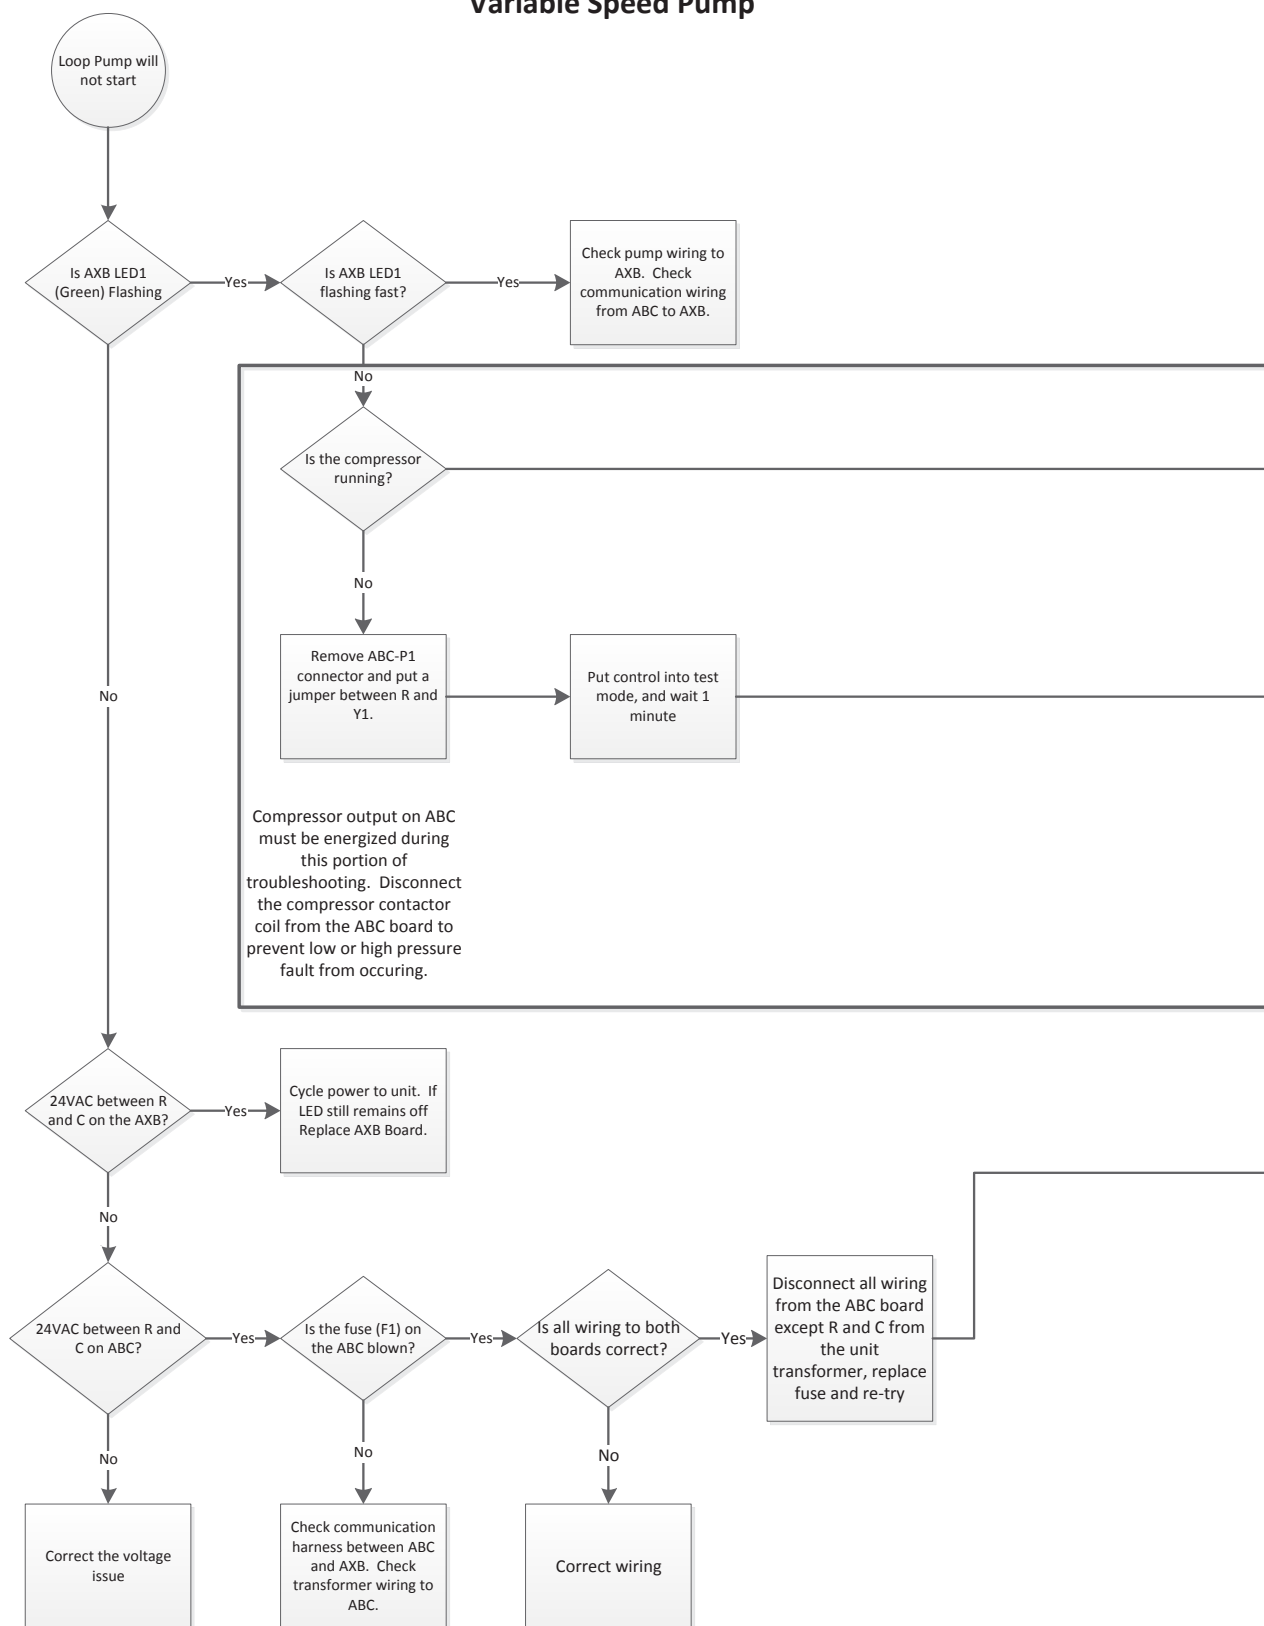 Variable Speed Pump
Loop Pump will
not start
Is AXB LED1
(Green) Flashing
Yes
Is AXB LED1
flashing fast?
Yes
Check pump wiring to
AXB. Check
communication wiring
from ABC to AXB.
No
Is the compressor
running?
No
Remove ABC-P1
connector and put a
jumper between R and
Y1.
Put control into test
mode, and wait 1
minute
No
Compressor output on ABC
must be energized during
this portion of
troubleshooting. Disconnect
the compressor contactor
coil from the ABC board to
prevent low or high pressure
fault from occuring.
24VAC between R
and C on the AXB?
Yes
Cycle power to unit. If
LED still remains off
Replace AXB Board.
No
24VAC between R and
C on ABC?
Yes
Is the fuse (F1) on
the ABC blown?
Yes
Is all wiring to both
boards correct?
Yes
Disconnect all wiring
from the ABC board
except R and C from
the unit
transformer, replace
fuse and re-try
No
No
No
Correct the voltage
issue
Check communication
harness between ABC
and AXB. Check
transformer wiring to
ABC.
Correct wiring